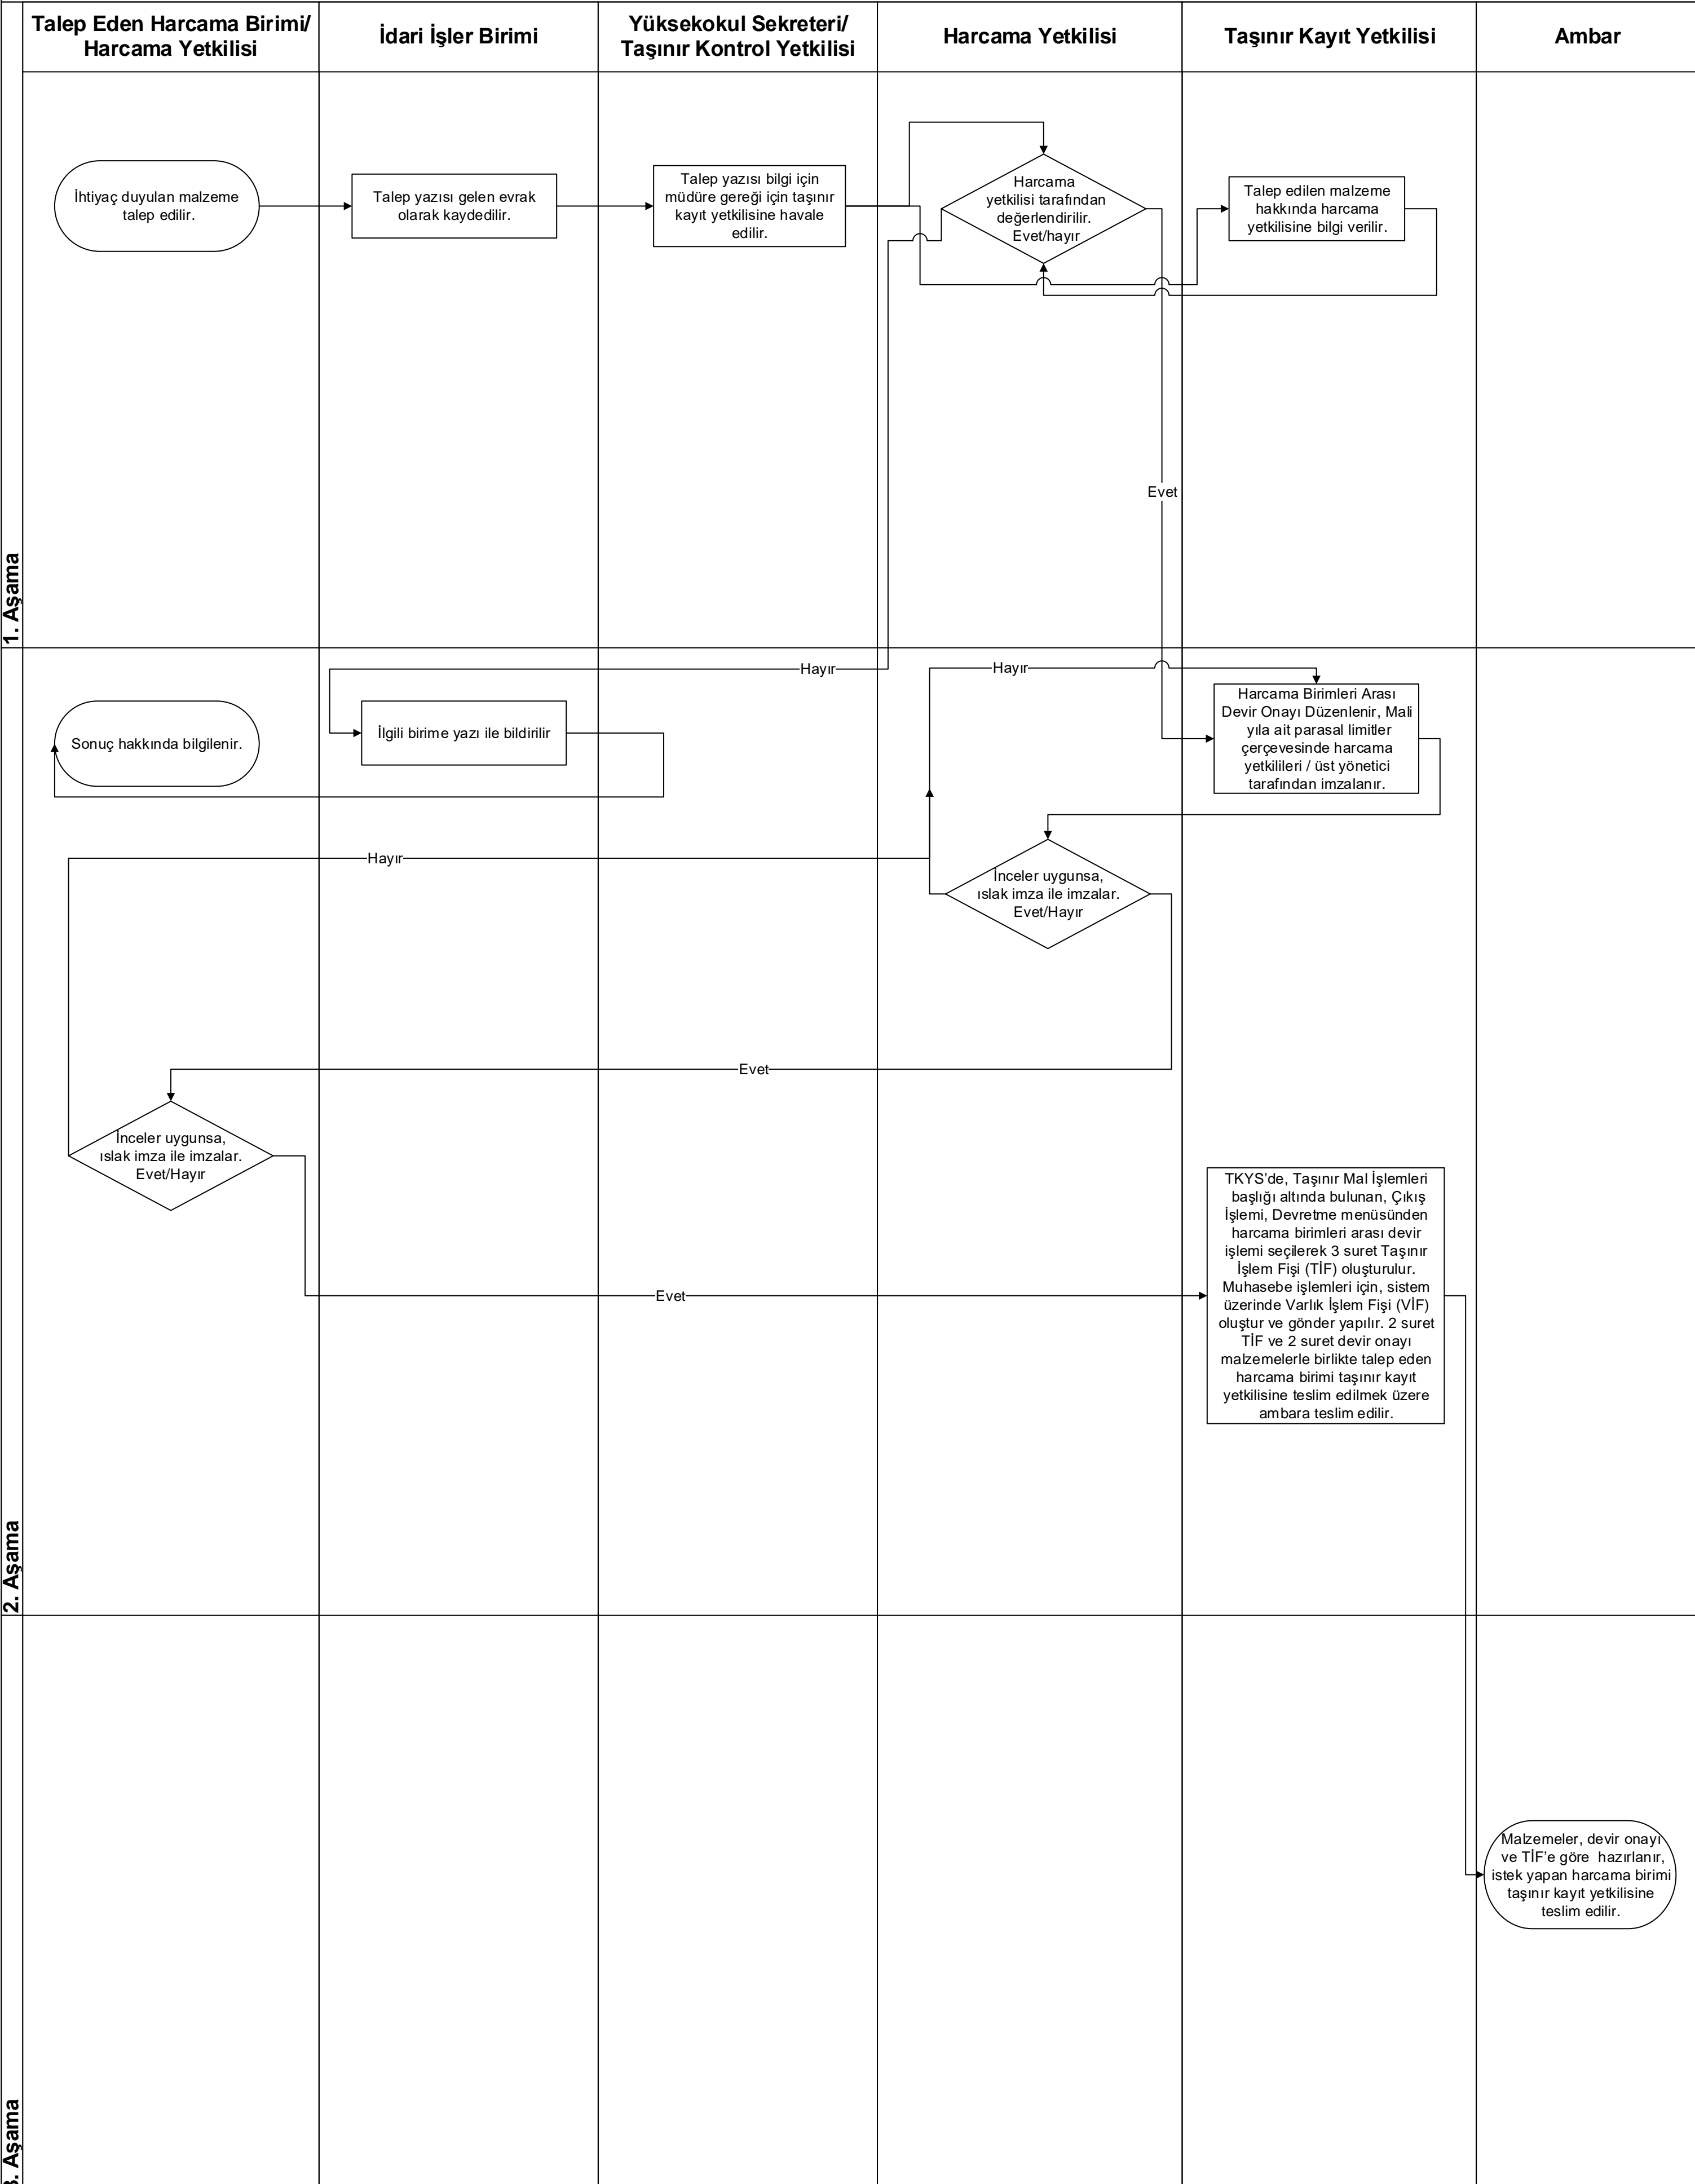 Talep Eden Harcama Birimi/
Harcama Yetkilisi
İdari İşler Birimi
Yüksekokul Sekreteri/
Taşınır Kontrol Yetkilisi
Harcama Yetkilisi
Taşınır Kayıt Yetkilisi
Ambar
1. Aşama
İhtiyaç duyulan malzeme
talep edilir.
Talep yazısı gelen evrak
olarak kaydedilir.
Talep yazısı bilgi için
müdüre gereği için taşınır
kayıt yetkilisine havale
edilir.
Harcama
yetkilisi tarafından
değerlendirilir.
Evet/hayır
Talep edilen malzeme
hakkında harcama
yetkilisine bilgi verilir.
Evet
2. Aşama
Hayır
Hayır
Sonuç hakkında bilgilenir.
İlgili birime yazı ile bildirilir
Harcama Birimleri Arası
Devir Onayı Düzenlenir, Mali
yıla ait parasal limitler
çerçevesinde harcama
yetkilileri / üst yönetici
tarafından imzalanır.
Hayır
İnceler uygunsa,
ıslak imza ile imzalar.
Evet/Hayır
Evet
İnceler uygunsa,
ıslak imza ile imzalar.
Evet/Hayır
Evet
TKYS’de, Taşınır Mal İşlemleri
başlığı altında bulunan, Çıkış
İşlemi, Devretme menüsünden
harcama birimleri arası devir
işlemi seçilerek 3 suret Taşınır
İşlem Fişi (TİF) oluşturulur.
Muhasebe işlemleri için, sistem
üzerinde Varlık İşlem Fişi (VİF)
oluştur ve gönder yapılır. 2 suret
TİF ve 2 suret devir onayı
malzemelerle birlikte talep eden
harcama birimi taşınır kayıt
yetkilisine teslim edilmek üzere
ambara teslim edilir.
3. Aşama
Malzemeler, devir onayı
ve TİF’e göre  hazırlanır,
istek yapan harcama birimi
taşınır kayıt yetkilisine
teslim edilir.